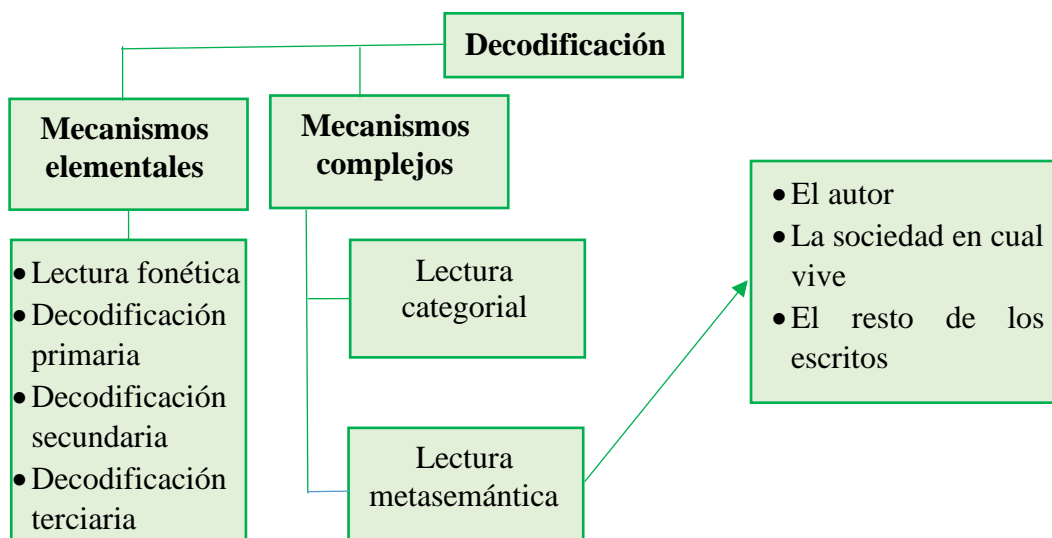 Decodificación
Mecanismos
elementales
Mecanismos
complejos
• Lectura fonética
• Decodificación
primaria
• Decodificación
secundaria
• Decodificación
terciaria
Lectura
categorial
Lectura
metasemántica
• El autor
• La sociedad en cual
vive
• El resto de los
escritos